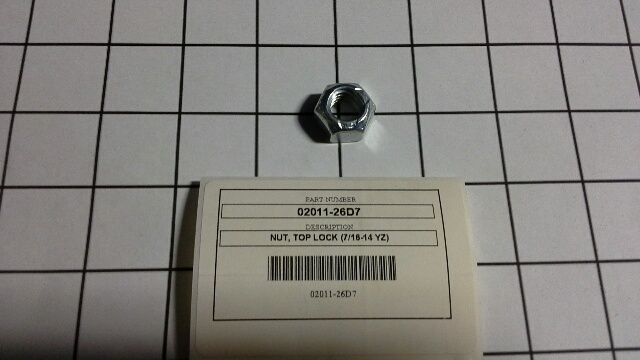 PART NUMBER
02011-26D7
DESCRIPTION
NUT, TOP LOCK (7/16-14 YZ)
02011-26D7